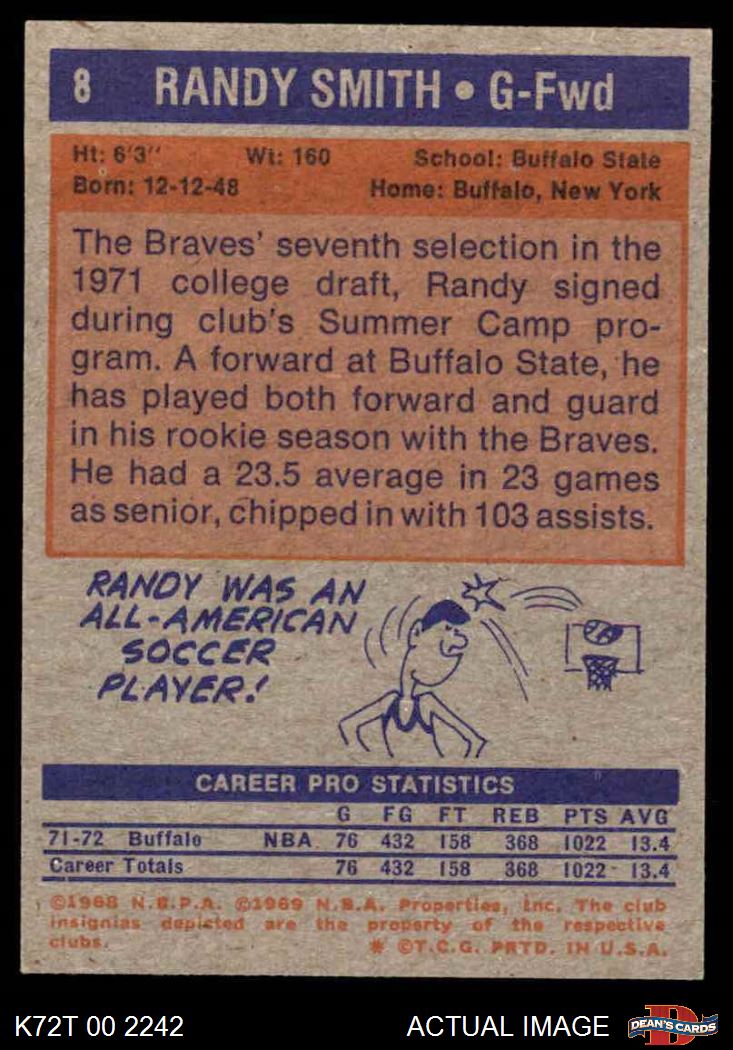 8 RANDY SMITH • G-Fwd
Ht: 6'3" Wt: 160 School: Buffalo State
Born: 12-12-48 Home: Buffalo, New York
The Braves' seventh selection in the
1971 college draft, Randy signed
during club's Summer Camp pro-
gram. A forward at Buffalo State, he
has played both forward and guard
in his rookie season with the Braves.
He had a 23.5 average in 23 games
as senior, chipped in with 103 assists.
RANDY WAS AN
ALL-AMERICAN
SOCCER
PLAYER!
CAREER PRO STATISTICS
G FG FT REB PTS AVG
71-72 Buffalo NBA 76 432 158 368 1022 13.4
Career Totals 76 432 158 368 1022 13.4
©1968 N.B.P.A. ©1969 N.B.A. Properties, Inc. The club
insignias depicted are the property of the respective
clubs. * ©T.C.G. PRTD. IN U.S.A.
K72T 00 2242 ACTUAL IMAGE D DEAN'S CARDS